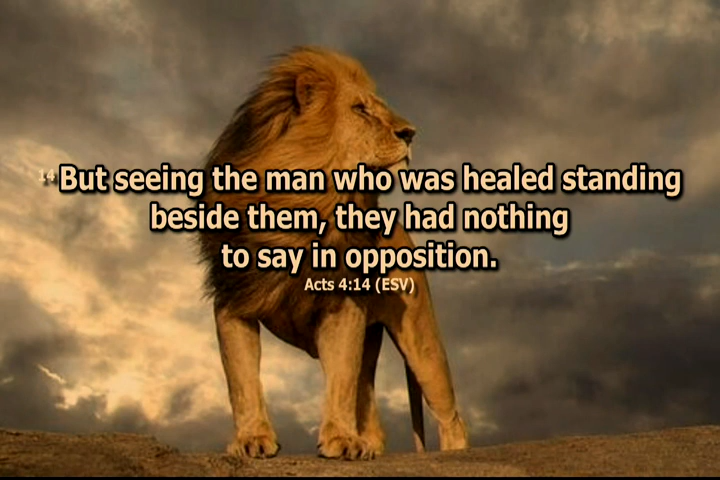 14 But seeing the man who was healed standing
beside them, they had nothing
to say in opposition.
Acts 4:14 (ESV)